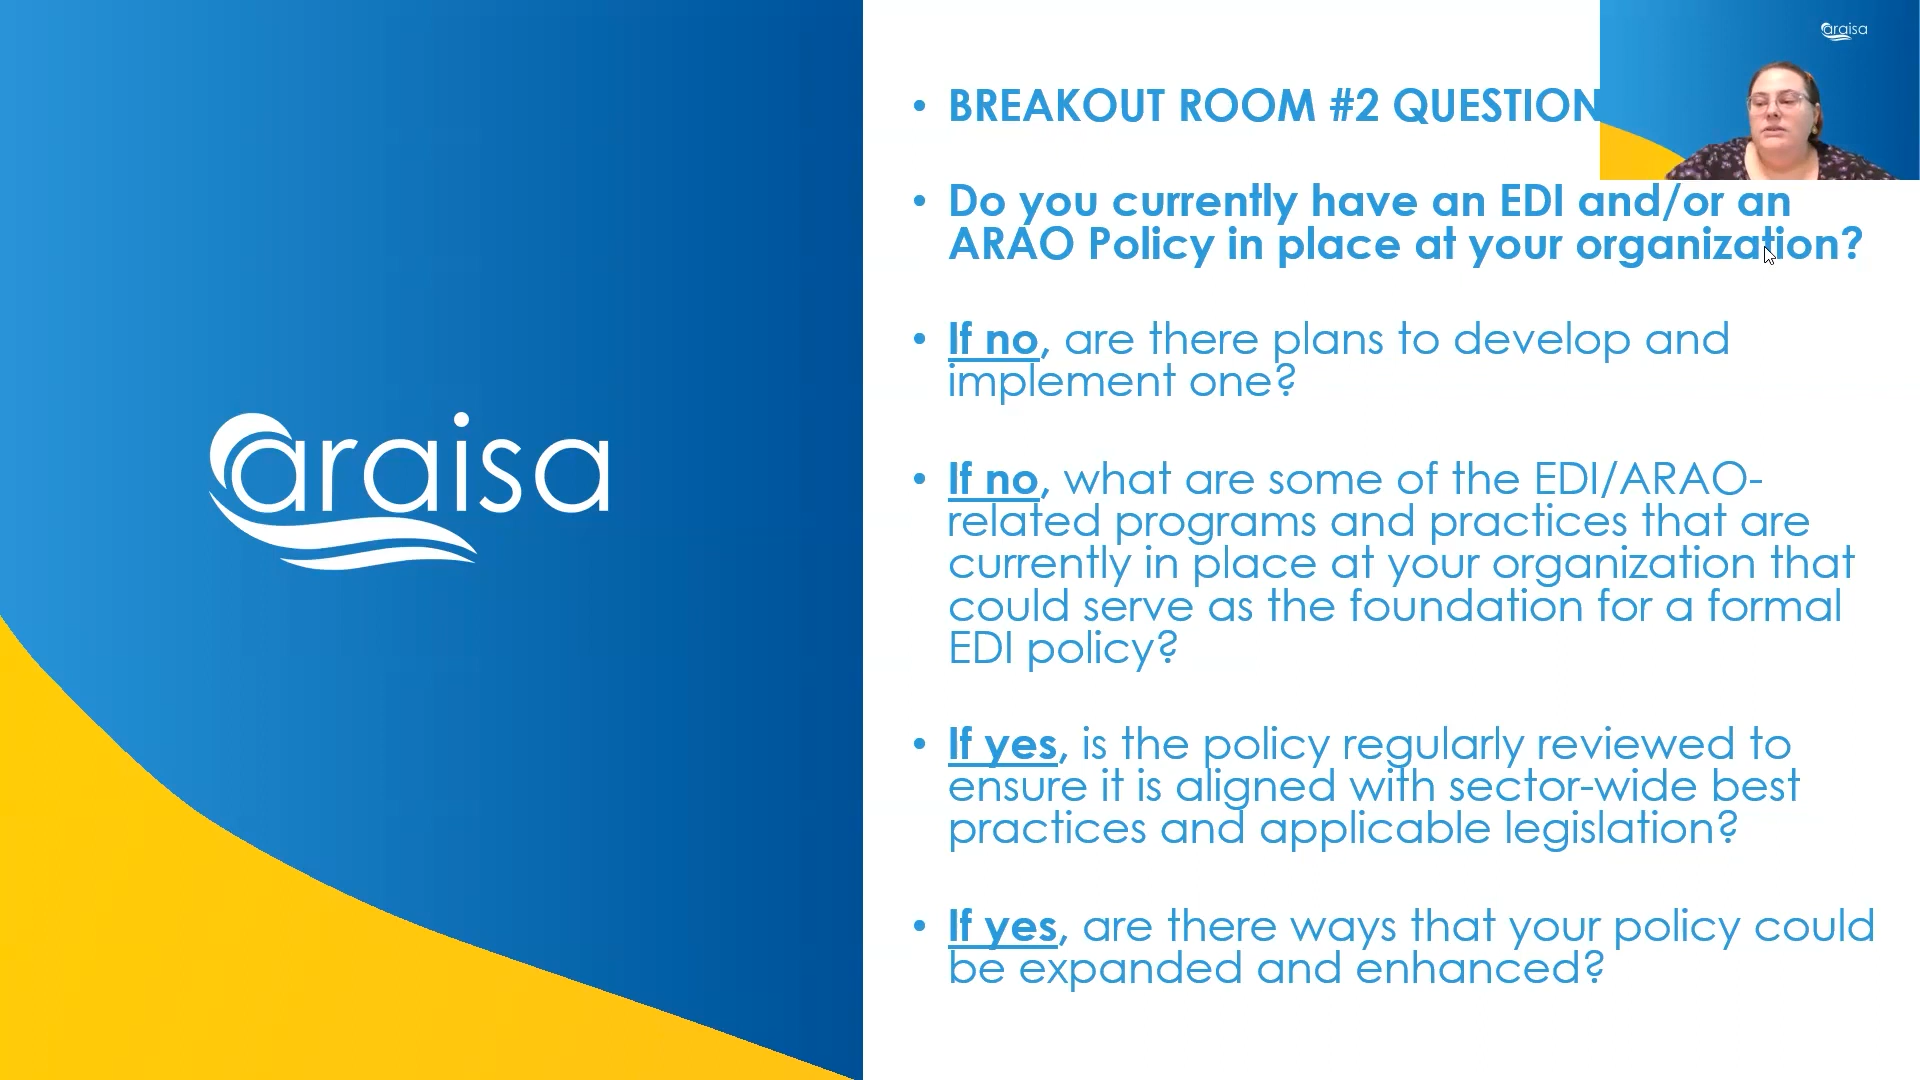 araisa
araisa
• BREAKOUT ROOM #2 QUESTION
• Do you currently have an EDI and/or an
ARAO Policy in place at your organization?
• If no, are there plans to develop and
implement one?
• If no, what are some of the EDI/ARAO-
related programs and practices that are
currently in place at your organization that
could serve as the foundation for a formal
EDI policy?
• If yes, is the policy regularly reviewed to
ensure it is aligned with sector-wide best
practices and applicable legislation?
• If yes, are there ways that your policy could
be expanded and enhanced?